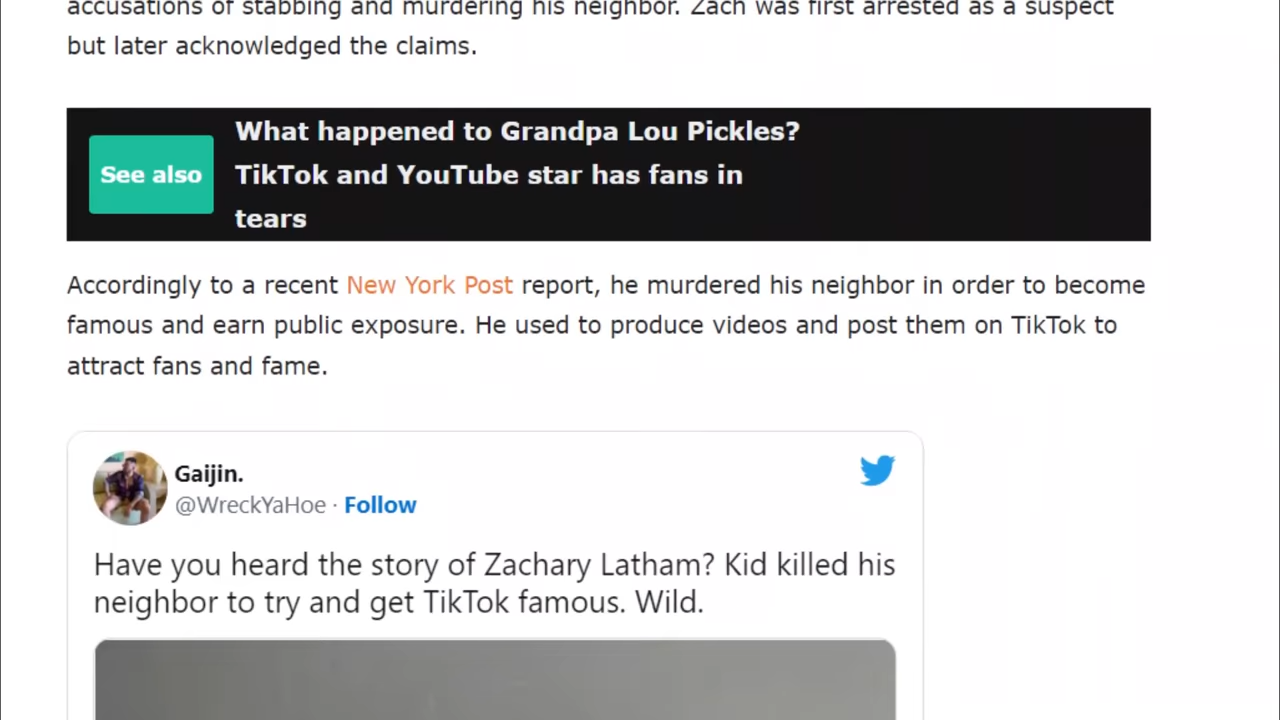 accusations of stabbing and murdering his neighbor. Zach was first arrested as a suspect
but later acknowledged the claims.
See also
What happened to Grandpa Lou Pickles?
TikTok and YouTube star has fans in
tears
Accordingly to a recent New York Post report, he murdered his neighbor in order to become
famous and earn public exposure. He used to produce videos and post them on TikTok to
attract fans and fame.
Gaijin.
@WreckYaHoe · Follow
Have you heard the story of Zachary Latham? Kid killed his
neighbor to try and get TikTok famous. Wild.